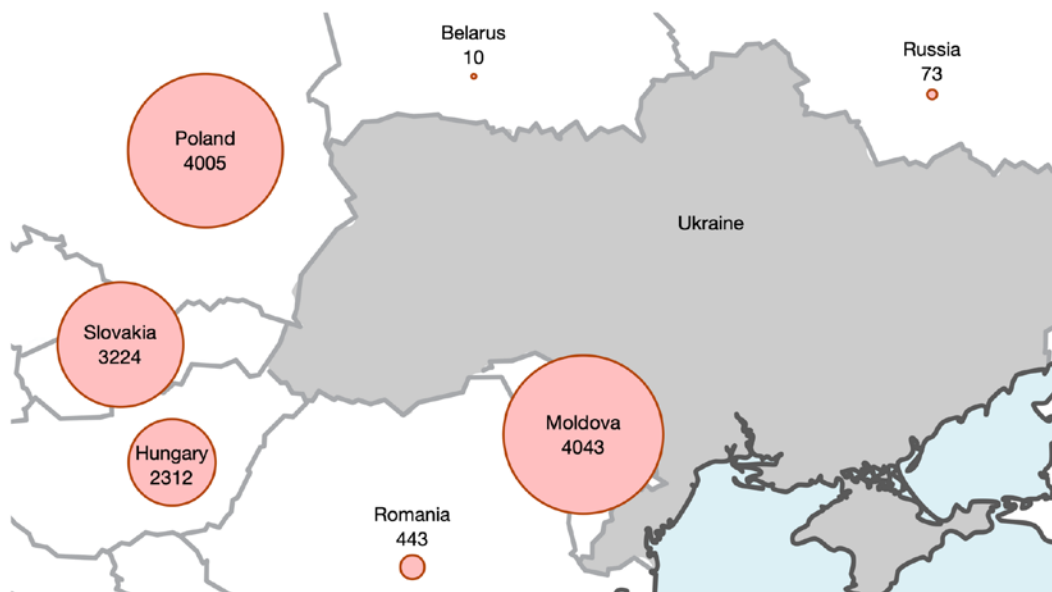 Belarus
10
Russia
73
Poland
4005
Ukraine
Slovakia
3224
Moldova
4043
Hungary
2312
Romania
443